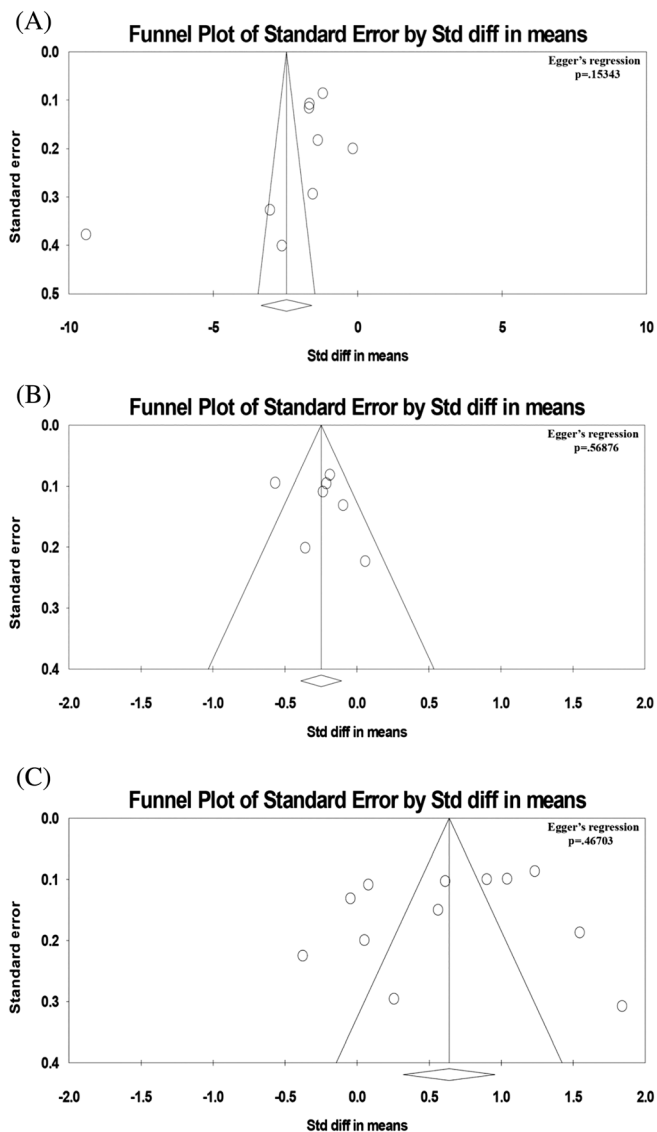 (A)
Funnel Plot of Standard Error by Std diff in means
Egger's regression
p=.15343
0.0
0.1
0.2
0.3
0.4
0.5
Standard error
-10 -5 0 5 10
Std diff in means
(B)
Funnel Plot of Standard Error by Std diff in means
Egger's regression
p=.56876
0.0
0.1
0.2
0.3
0.4
Standard error
-2.0 -1.5 -1.0 -0.5 0.0 0.5 1.0 1.5 2.0
Std diff in means
(C)
Funnel Plot of Standard Error by Std diff in means
Egger's regression
p=.46703
0.0
0.1
0.2
0.3
0.4
Standard error
-2.0 -1.5 -1.0 -0.5 0.0 0.5 1.0 1.5 2.0
Std diff in means